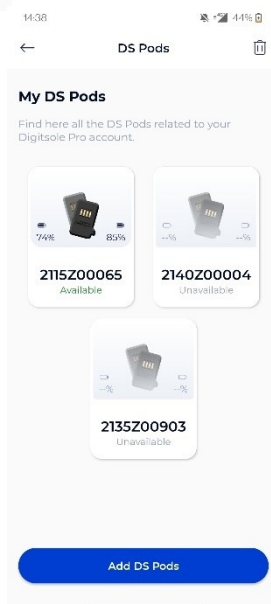 14:38
44%
DS Pods
My DS Pods
Find here all the DS Pods related to your
Digitsole Pro account.
74% 85%
2115Z00065
Available
--% --%
2140Z00004
Unavailable
--% --%
2135Z00903
Unavailable
Add DS Pods